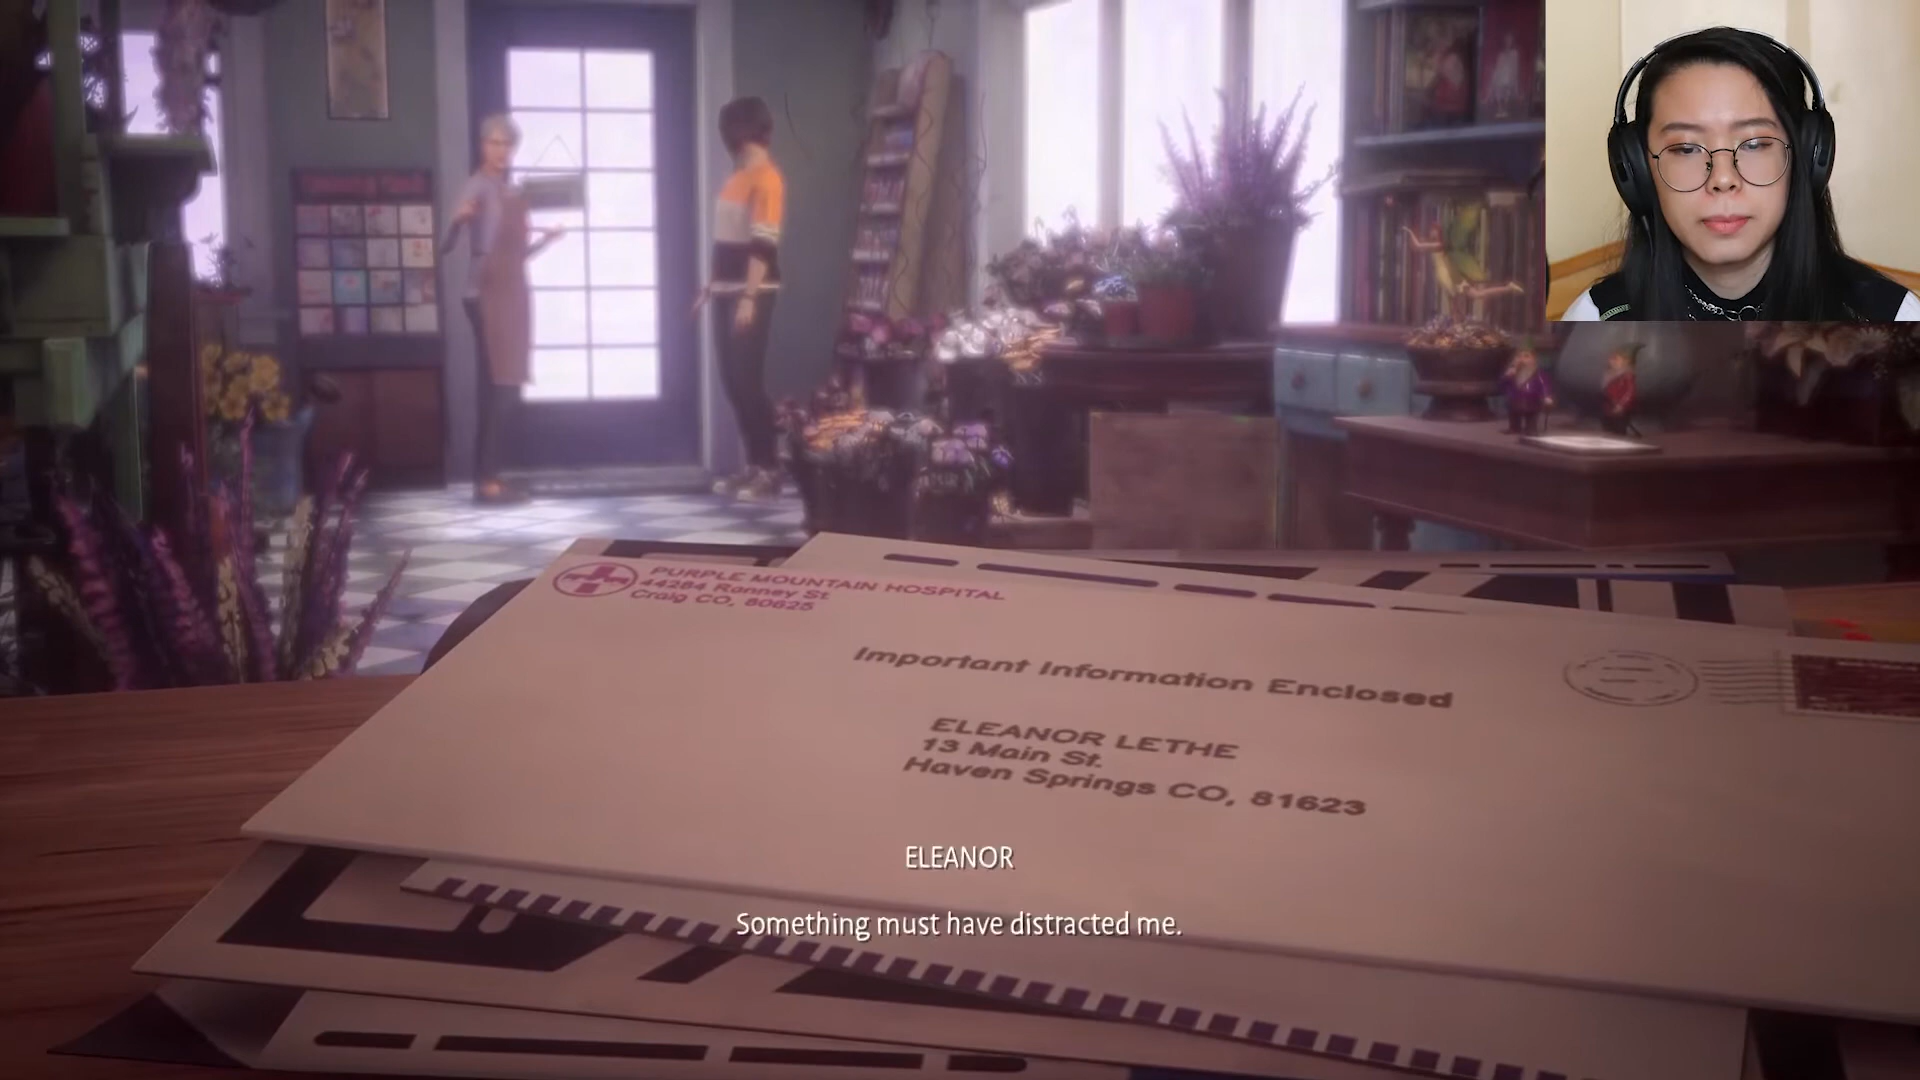 PURPLE MOUNTAIN HOSPITAL
44284 Ranney St
Craig CO, 80625
Important Information Enclosed
ELEANOR LETHE
13 Main St.
Haven Springs CO, 81623
ELEANOR
Something must have distracted me.